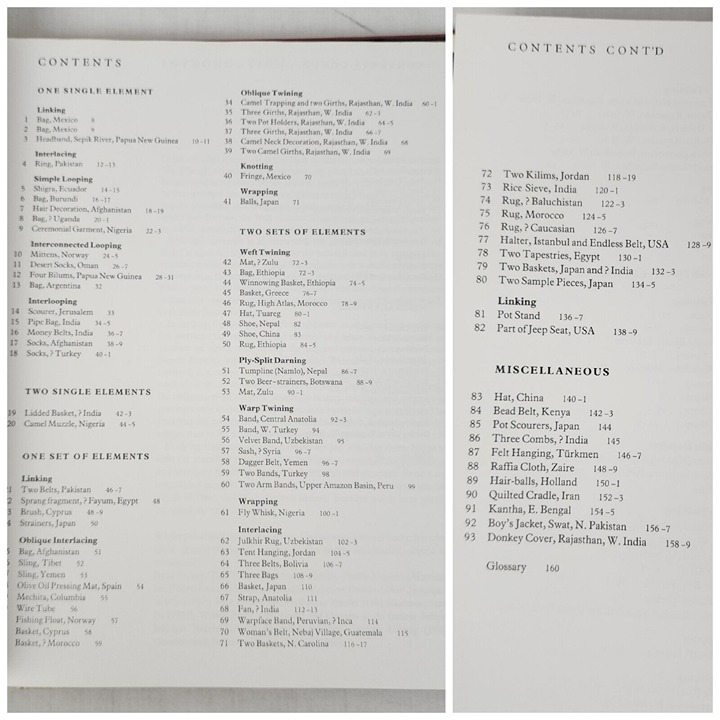 CONTENTS
ONE SINGLE ELEMENT
Linking
1 Bag, Mexico 8
2 Bag, Mexico 9
3 Headband, Sepik River, Papua New Guinea 10-11
Interlacing
4 Ring, Pakistan 12-13
Simple Looping
5 Shigra, Ecuador 14-15
6 Bag, Burundi 16-17
7 Hair Decoration, Afghanistan 18-19
8 Bag, ? Uganda 20-1
9 Ceremonial Garment, Nigeria 22-3
Interconnected Looping
10 Mittens, Norway 24-5
11 Desert Socks, Oman 26-7
12 Four Bilums, Papua New Guinea 28-31
13 Bag, Argentina 32
Interlooping
14 Scourer, Jerusalem 33
15 Pipe Bag, India 34-5
16 Money Belts, India 36-7
17 Socks, Afghanistan 38-9
18 Socks, ? Turkey 40-1
TWO SINGLE ELEMENTS
19 Lidded Basket, ? India 42-3
20 Camel Muzzle, Nigeria 44-5
ONE SET OF ELEMENTS
Linking
Two Belts, Pakistan 46-7
2 Sprang fragment, ? Fayum, Egypt 48
3 Brush, Cyprus 48-9
Strainers, Japan 50
Oblique Interlacing
Bag, Afghanistan 51
Sling, Tibet 52
Sling, Yemen 53
Olive Oil Pressing Mat, Spain 54
Mechita, Columbia 55
Wire Tube 56
Fishing Float, Norway 57
Basket, Cyprus 58
Basket, ? Morocco 59
Oblique Twining
34 Camel Trapping and two Girths, Rajasthan, W. India 60-1
35 Three Girths, Rajasthan, W. India 62-3
36 Two Pot Holders, Rajasthan, W. India 64-5
37 Three Girths, Rajasthan, W. India 66-7
38 Camel Neck Decoration, Rajasthan, W. India 68
39 Two Camel Girths, Rajasthan, W. India 69
Knotting
40 Fringe, Mexico 70
Wrapping
41 Balls, Japan 71
TWO SETS OF ELEMENTS
Weft Twining
42 Mat, ? Zulu 72-3
43 Bag, Ethiopia 72-3
44 Winnowing Basket, Ethiopia 74-5
45 Basket, Greece 76-7
46 Rug, High Atlas, Morocco 78-9
47 Hat, Tuareg 80-1
48 Shoe, Nepal 82
49 Shoe, China 83
50 Rug, Ethiopia 84-5
Ply-Split Darning
51 Tumpline (Namlo), Nepal 86-7
52 Two Beer-strainers, Botswana 88-9
53 Mat, Zulu 90-1
Warp Twining
54 Band, Central Anatolia 92-3
55 Band, W. Turkey 94
56 Velvet Band, Uzbekistan 95
57 Sash, ? Syria 96-7
58 Dagger Belt, Yemen 96-7
59 Two Bands, Turkey 98
60 Two Arm Bands, Upper Amazon Basin, Peru 99
Wrapping
61 Fly Whisk, Nigeria 100-1
Interlacing
62 Julkhir Rug, Uzbekistan 102-3
63 Tent Hanging, Jordan 104-5
64 Three Belts, Bolivia 106-7
65 Three Bags 108-9
66 Basket, Japan 110
67 Strap, Anatolia 111
68 Fan, ? India 112-13
69 Warpface Band, Peruvian, ? Inca 114
70 Woman's Belt, Nebaj Village, Guatemala 115
71 Two Baskets, N. Carolina 116-17
CONTENTS CONT'D
72 Two Kilims, Jordan 118-19
73 Rice Sieve, India 120-1
74 Rug, ? Baluchistan 122-3
75 Rug, Morocco 124-5
76 Rug, ? Caucasian 126-7
77 Halter, Istanbul and Endless Belt, USA 128-9
78 Two Tapestries, Egypt 130-1
79 Two Baskets, Japan and ? India 132-3
80 Two Sample Pieces, Japan 134-5
Linking
81 Pot Stand 136-7
82 Part of Jeep Seat, USA 138-9
MISCELLANEOUS
83 Hat, China 140-1
84 Bead Belt, Kenya 142-3
85 Pot Scourers, Japan 144
86 Three Combs, ? India 145
87 Felt Hanging, Türkmen 146-7
88 Raffia Cloth, Zaire 148-9
89 Hair-balls, Holland 150-1
90 Quilted Cradle, Iran 152-3
91 Kantha, E. Bengal 154-5
92 Boy's Jacket, Swat, N. Pakistan 156-7
93 Donkey Cover, Rajasthan, W. India 158-9
Glossary 160